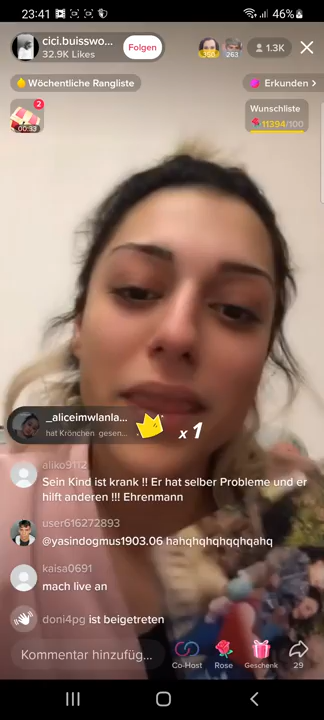 23:41
46%
cici.buisswo...
32.9K Likes
Folgen
263
1.3K
Wöchentliche Rangliste
Erkunden >
2
00:33
Wunschliste
11394/100
_aliceimwlanla...
hat Krönchen gesen...
x 1
aliko9112
Sein Kind ist krank !! Er hat selber Probleme und er
hilft anderen !!! Ehrenmann
user616272893
@yasindogmus1903.06 hahqhqhqhqqhqahq
kaisa0691
mach live an
doni4pg ist beigetreten
Kommentar hinzufüg...
Co-Host
Rose
Geschenk
29